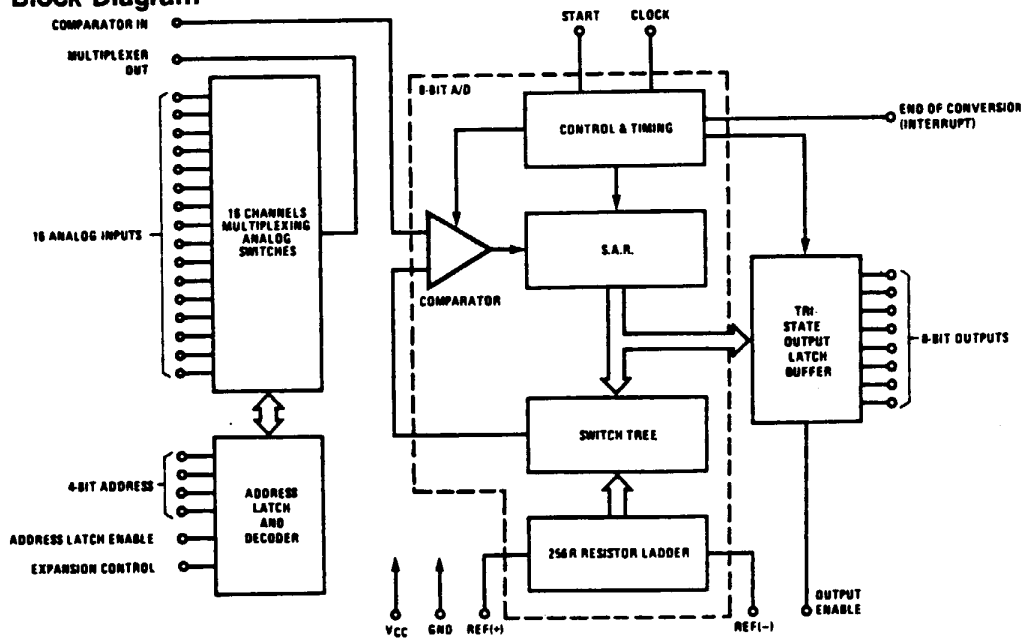 Block Diagram
COMPARATOR IN
MULTIPLEXER
OUT
START
CLOCK
8-BIT A/D
CONTROL & TIMING
END OF CONVERSION
(INTERRUPT)
16 ANALOG INPUTS
16 CHANNELS
MULTIPLEXING
ANALOG
SWITCHES
S.A.R.
COMPARATOR
TRI-
STATE
OUTPUT
LATCH
BUFFER
8-BIT OUTPUTS
SWITCH TREE
4-BIT ADDRESS
ADDRESS
LATCH
AND
DECODER
ADDRESS LATCH ENABLE
EXPANSION CONTROL
256R RESISTOR LADDER
VCC
GND
REF(+)
REF(−)
OUTPUT
ENABLE